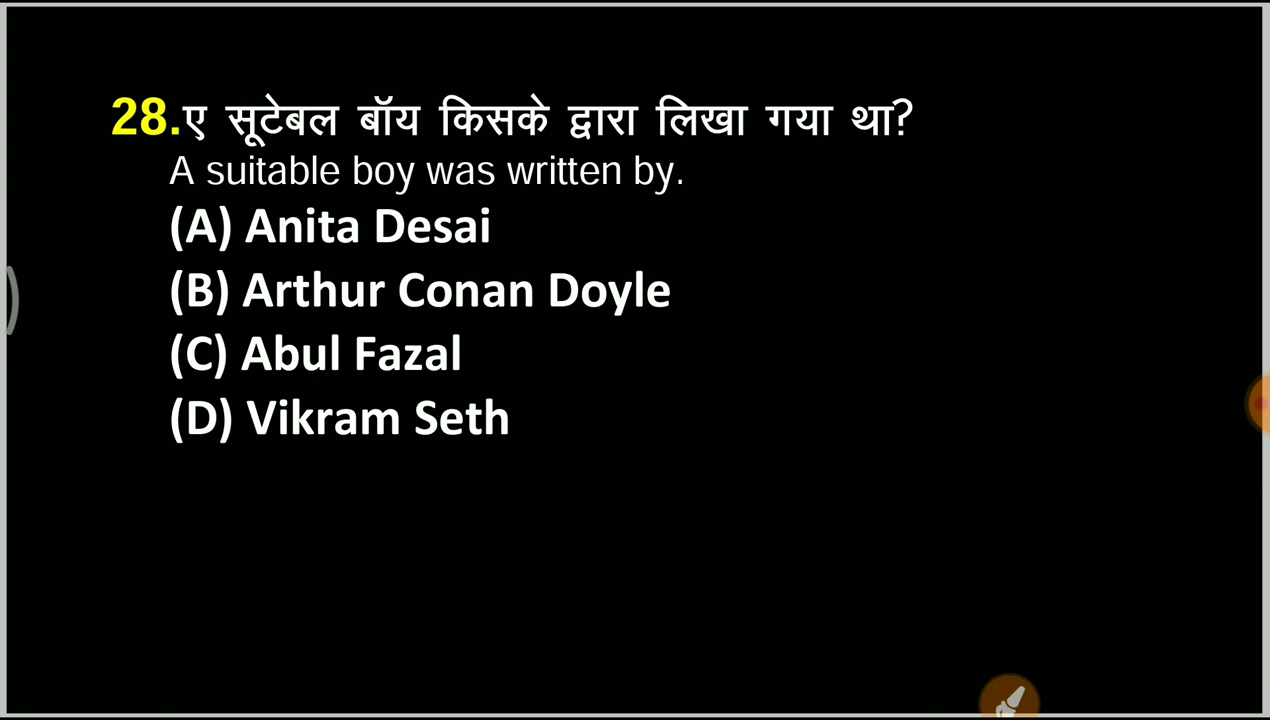 28.ए सूटेबल बॉय किसके द्वारा लिखा गया था?
A suitable boy was written by.
(A) Anita Desai
(B) Arthur Conan Doyle
(C) Abul Fazal
(D) Vikram Seth